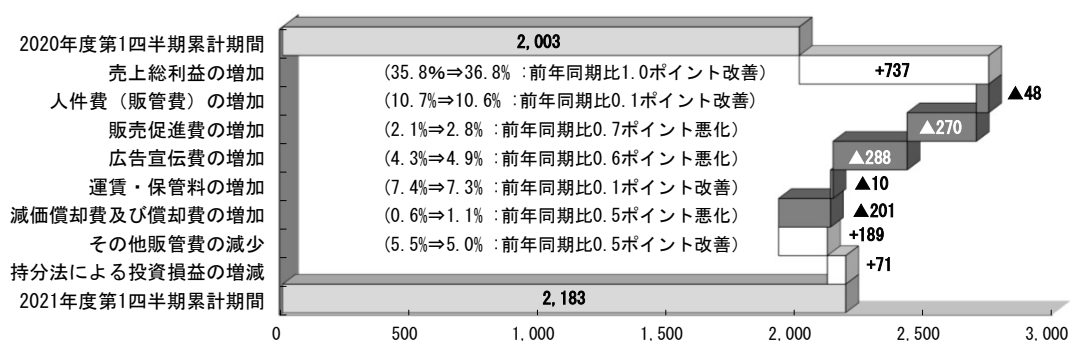 2020年度第1四半期累計期間 2,003
売上総利益の増加 (35.8%⇒36.8% :前年同期比1.0ポイント改善) +737
人件費（販管費）の増加 (10.7%⇒10.6% :前年同期比0.1ポイント改善) ▲48
販売促進費の増加 (2.1%⇒2.8% :前年同期比0.7ポイント悪化) ▲270
広告宣伝費の増加 (4.3%⇒4.9% :前年同期比0.6ポイント悪化) ▲288
運賃・保管料の増加 (7.4%⇒7.3% :前年同期比0.1ポイント改善) ▲10
減価償却費及び償却費の増加 (0.6%⇒1.1% :前年同期比0.5ポイント悪化) ▲201
その他販管費の減少 (5.5%⇒5.0% :前年同期比0.5ポイント改善) +189
持分法による投資損益の増減 +71
2021年度第1四半期累計期間 2,183
0 500 1,000 1,500 2,000 2,500 3,000